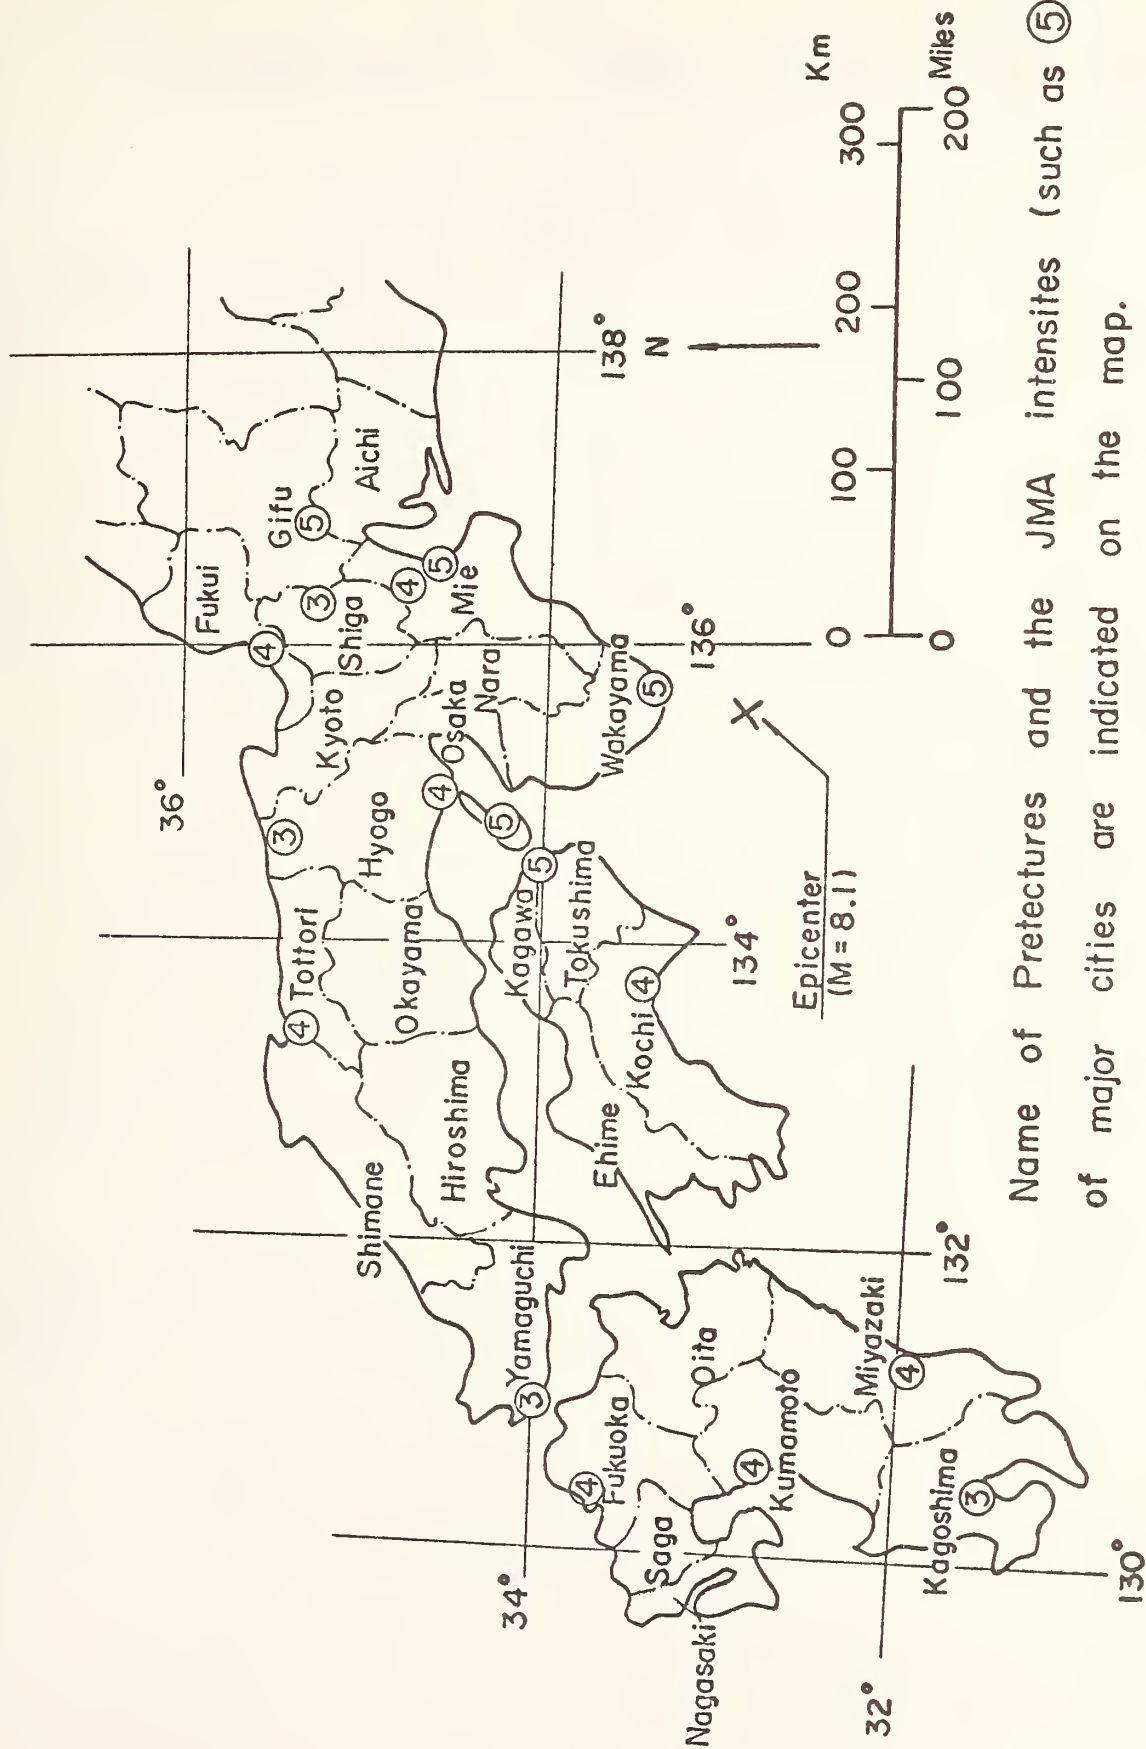 36°
Fukui
④
Gifu
⑤
③
③
Tottori
④
Kyoto
Shiga
Aichi
Shimane
Hyogo
Okayama
④
④
⑤
Osaka
Hiroshima
Mie
Nara
⑤
34°
Yamaguchi
③
Kagawa
⑤
Tokushima
④
Fukuoka
Ehime
Wakayama
138°
Kochi
④
⑤
N
Saga
Nagasaki
Oita
136°
134°
④
Kumamoto
Epicenter
(M = 8.1)
Km
0 100 200 300
Miyazaki
④
32°
0 100 200 Miles
Kagoshima
③
132°
130°
Name of Pretectures and the JMA intensites (such as ⑤
of major cities are indicated on the map.